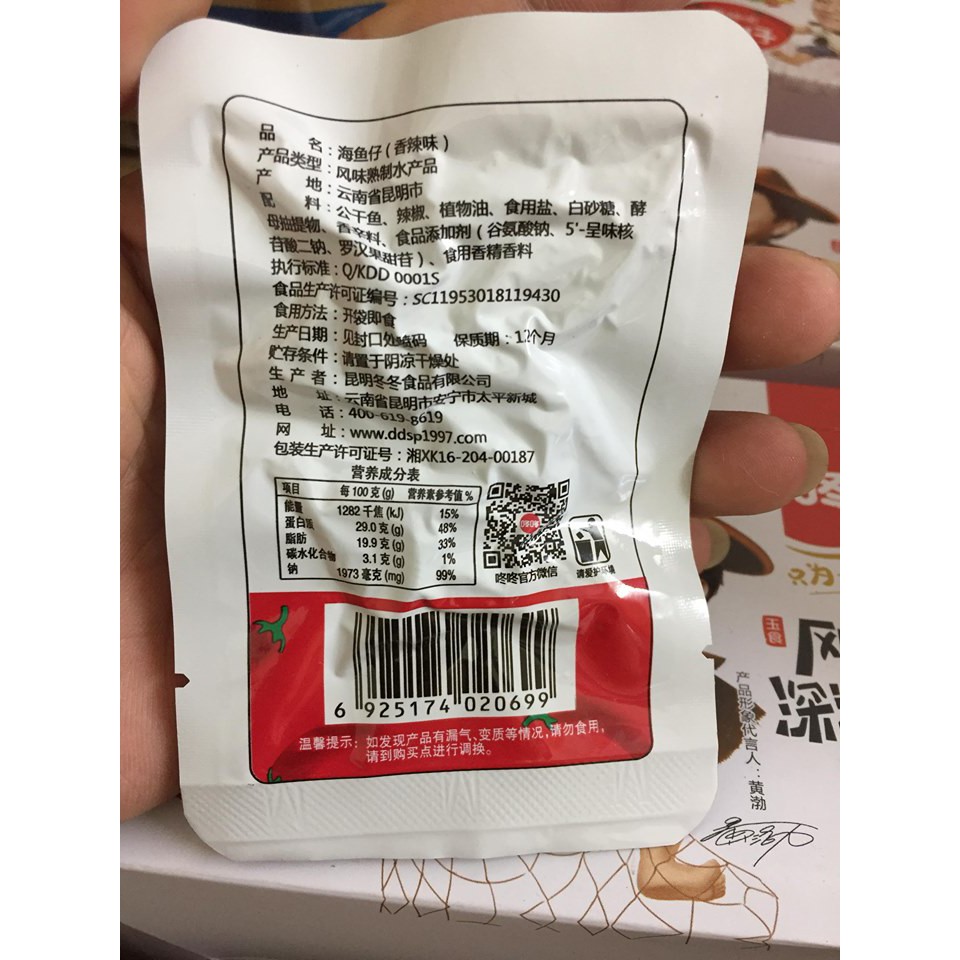 品 名：海鱼仔（香辣味）
产品类型：风味熟制水产品
产 地：云南省昆明市
配 料：公干鱼、辣椒、植物油、食用盐、白砂糖、酵
母抽提物、香辛料、食品添加剂（谷氨酸钠、5'-呈味核
苷酸二钠、罗汉果甜苷）、食用香精香料
执行标准：Q/KDD 0001S
食品生产许可证编号：SC11953018119430
食用方法：开袋即食
生产日期：见封口处喷码 保质期：12个月
贮存条件：请置于阴凉干燥处
生 产 者：昆明冬冬食品有限公司
地 址：云南省昆明市安宁市太平新城
电 话：400-619-8619
网 址：www.ddsp1997.com
包装生产许可证号：湘XK16-204-00187
营养成分表
项目 每100克(g) 营养素参考值%
能量 1282千焦(kJ) 15%
蛋白质 29.0克(g) 48%
脂肪 19.9克(g) 33%
碳水化合物 3.1克(g) 1%
钠 1973毫克(mg) 99%
咚咚官方微信
请爱护环境
6 925174 020699
温馨提示：如发现产品有漏气、变质等情况,请勿食用,
请到购买点进行调换。
只为
玉食
风
深
产品形象代言人：黄渤